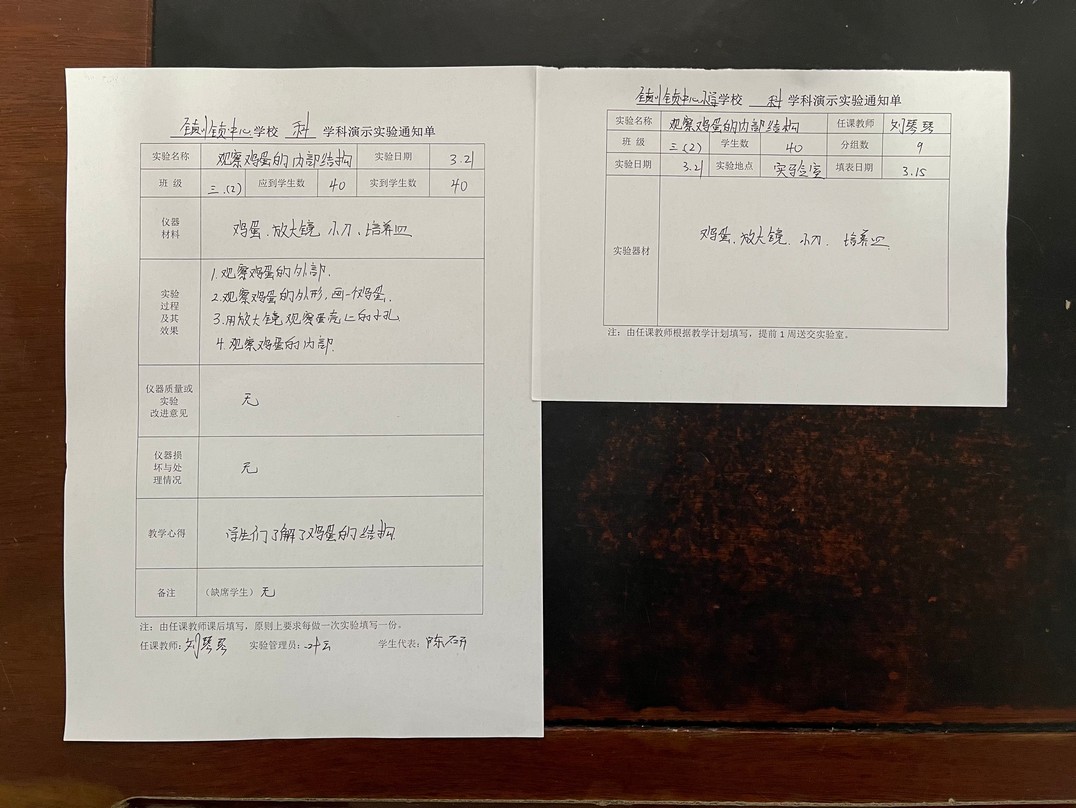 镇中心学校 科 学科演示实验通知单
实验名称 观察鸡蛋的内部结构 实验日期 3.21
班 级 三.(2) 应到学生数 40 实到学生数 40
仪器材料 鸡蛋、放大镜、小刀、培养皿
实验过程及其效果
1.观察鸡蛋的外部.
2.观察鸡蛋的外形,画一个鸡蛋.
3.用放大镜观察蛋壳上的小孔.
4.观察鸡蛋的内部.
仪器质量或实验改进意见 无
仪器损坏与处理情况 无
教学心得 学生们了解了鸡蛋的结构.
备注 (缺席学生) 无
注:由任课教师课后填写,原则上要求每做一次实验填写一份。
任课教师:刘琴琴 实验管理员: 学生代表:陈
镇中心学校 科 学科演示实验通知单
实验名称 观察鸡蛋的内部结构 任课教师 刘琴琴
班 级 三(2) 学生数 40 分组数 9
实验日期 3.21 实验地点 实验室 填表日期 3.15
实验器材 鸡蛋、放大镜、小刀、培养皿.
注:由任课教师根据教学计划填写,提前1周送交实验室。